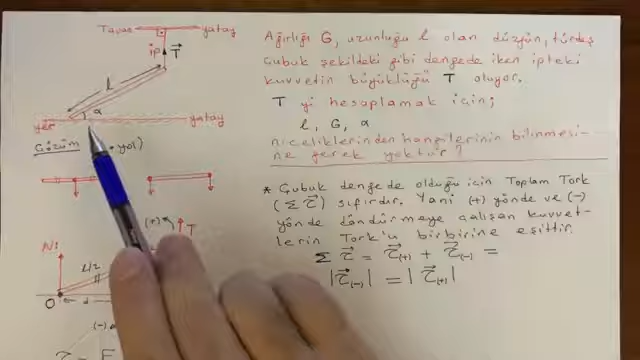 Tavan yatay
ip T
l
α
yer yatay
Çözüm yol)
Ağırlığı G, uzunluğu l olan düzgün, türdeş
çubuk şekildeki gibi dengede iken ipteki
kuvvetin büyüklüğü T oluyor.
T yi hesaplamak için;
l, G, α
niceliklerinden hangilerinin bilinmesi-
ne gerek yoktur?
* Çubuk dengede olduğu için Toplam Tork
(Σ τ) sıfırdır. Yani (+) yönde ve (-)
yönde döndürmeye çalışan kuvvet-
lerin Tork'u birbirine eşittir.
Σ τ = τ(+) + τ(-) =
|τ(-)| = |τ(+)|
(+) T
N1
l/2
O d
(-)